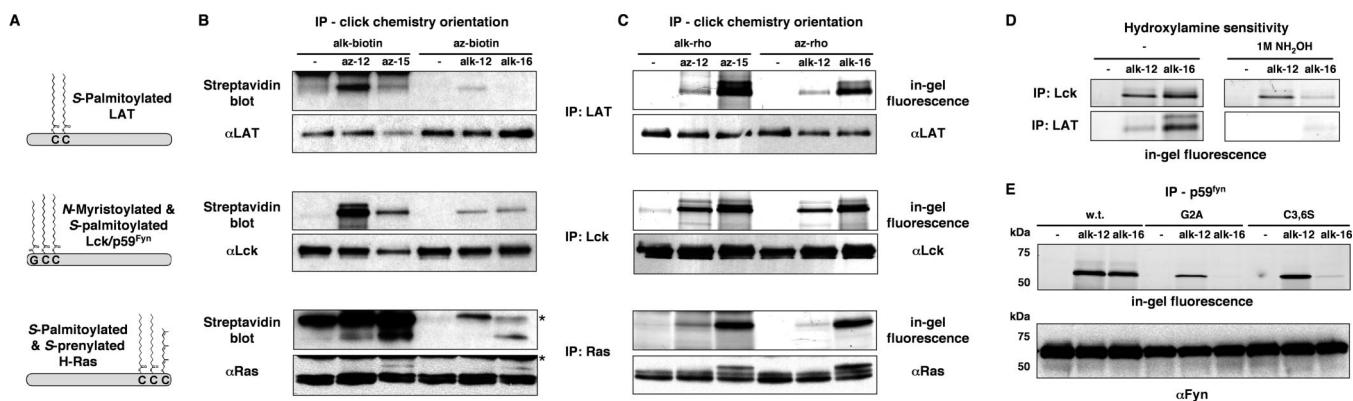 A
S-Palmitoylated
LAT
C C
N-Myristoylated &
S-palmitoylated
Lck/p59Fyn
G C C
S-Palmitoylated
& S-prenylated
H-Ras
C C C
B
IP - click chemistry orientation
alk-biotin az-biotin
- az-12 az-15 - alk-12 alk-16
Streptavidin
blot
αLAT
Streptavidin
blot
αLck
Streptavidin
blot
*
αRas
*
C
IP - click chemistry orientation
alk-rho az-rho
- az-12 az-15 - alk-12 alk-16
IP: LAT
in-gel
fluorescence
αLAT
IP: Lck
in-gel
fluorescence
αLck
IP: Ras
in-gel
fluorescence
αRas
D
Hydroxylamine sensitivity
- 1M NH2OH
- alk-12 alk-16 - alk-12 alk-16
IP: Lck
IP: LAT
in-gel fluorescence
E
IP - p59fyn
w.t. G2A C3,6S
kDa - alk-12 alk-16 - alk-12 alk-16 - alk-12 alk-16
75
50
in-gel fluorescence
kDa
75
50
αFyn